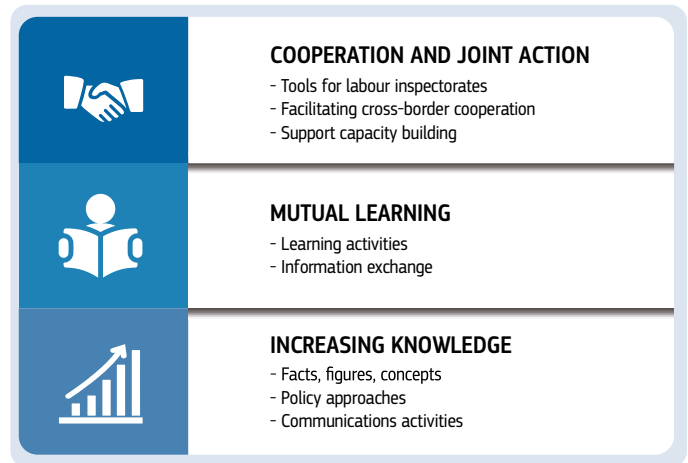 COOPERATION AND JOINT ACTION
- Tools for labour inspectorates
- Facilitating cross-border cooperation
- Support capacity building
MUTUAL LEARNING
- Learning activities
- Information exchange
INCREASING KNOWLEDGE
- Facts, figures, concepts
- Policy approaches
- Communications activities